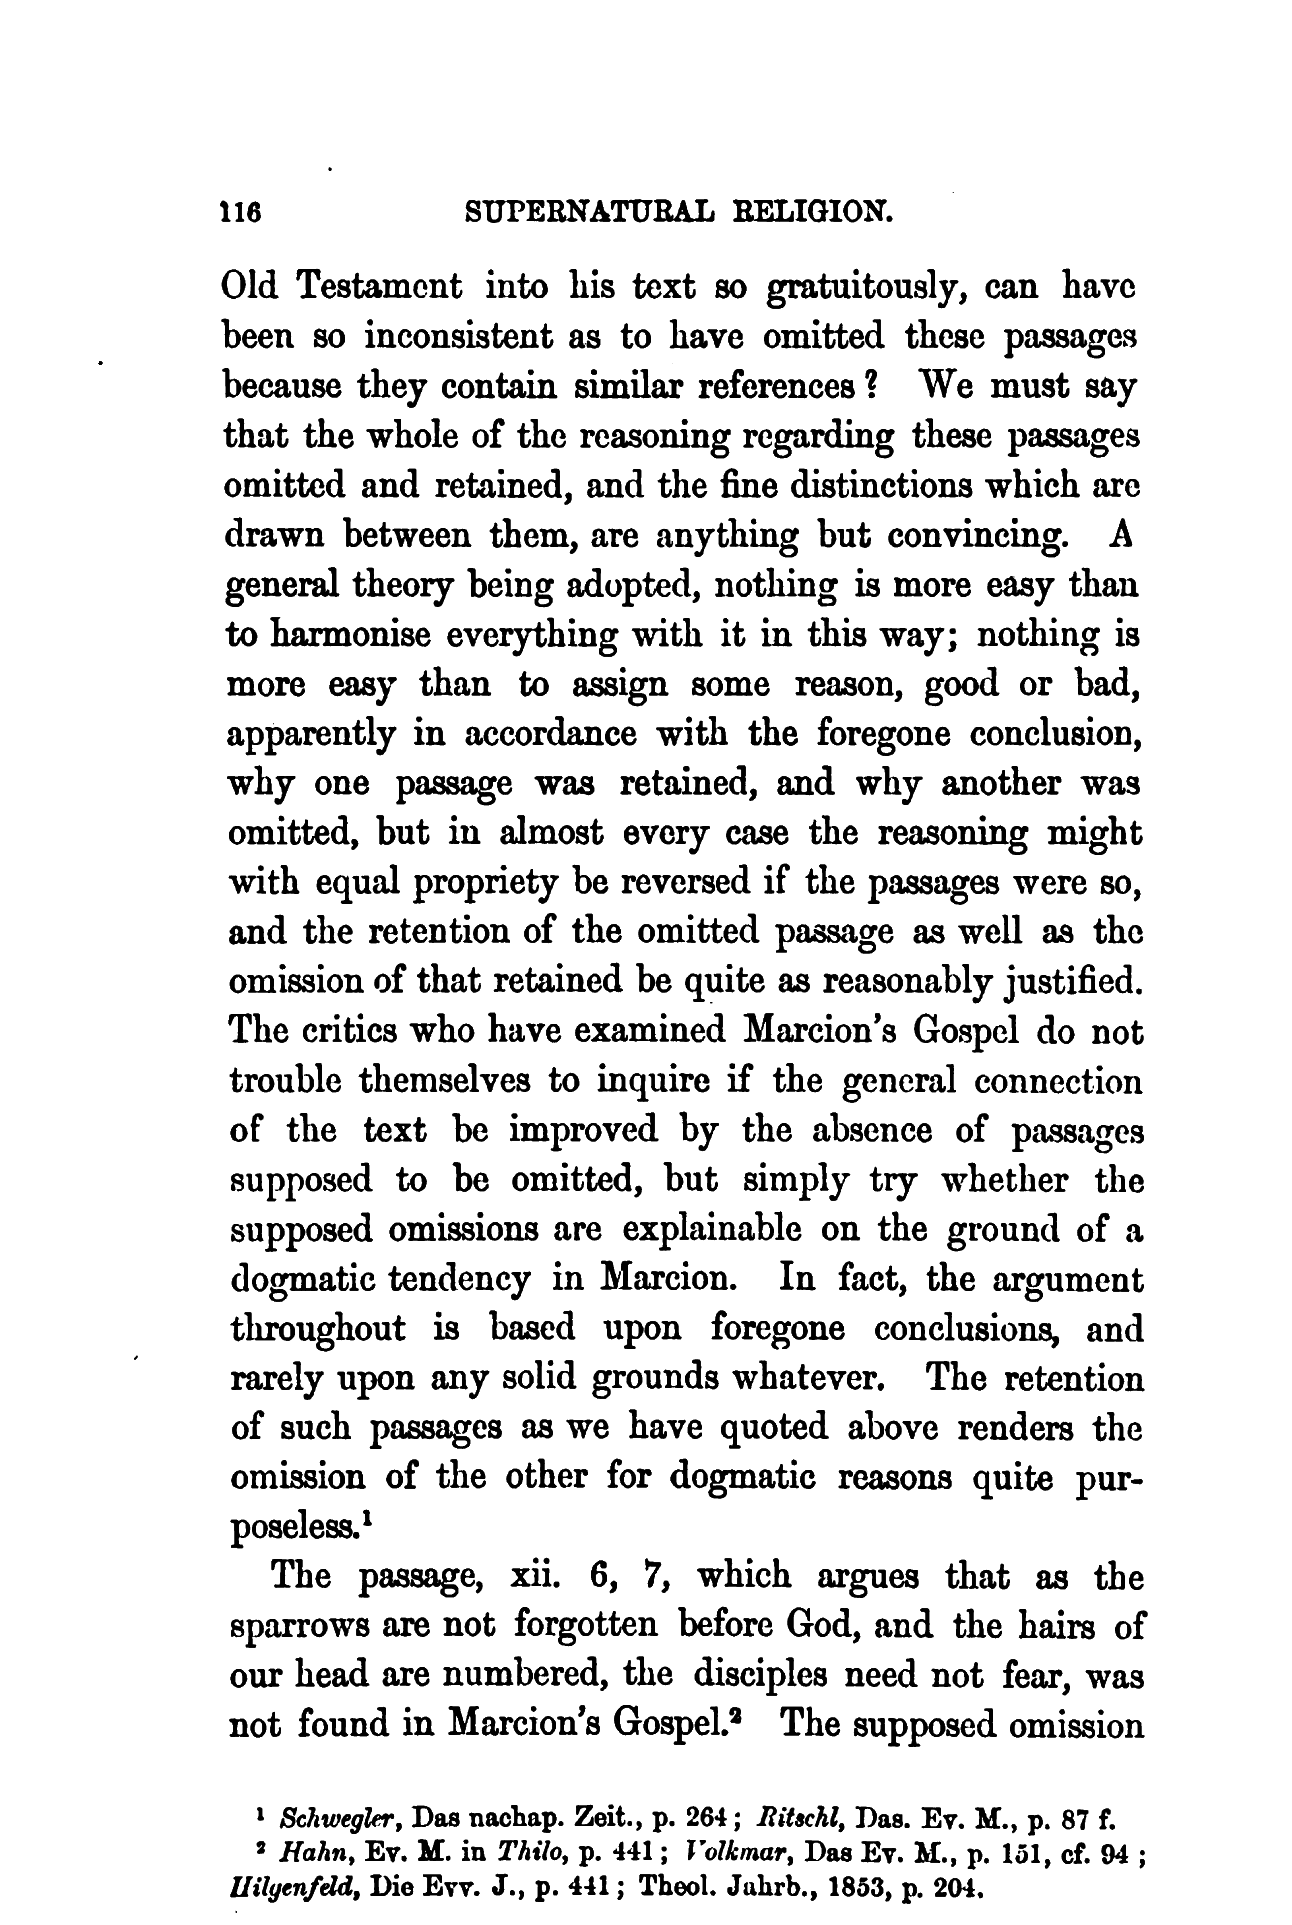 116 SUPERNATURAL RELIGION.
Old Testament into his text so gratuitously, can have
been so inconsistent as to have omitted these passages
because they contain similar references? We must say
that the whole of the reasoning regarding these passages
omitted and retained, and the fine distinctions which are
drawn between them, are anything but convincing. A
general theory being adopted, nothing is more easy than
to harmonise everything with it in this way; nothing is
more easy than to assign some reason, good or bad,
apparently in accordance with the foregone conclusion,
why one passage was retained, and why another was
omitted, but in almost every case the reasoning might
with equal propriety be reversed if the passages were so,
and the retention of the omitted passage as well as the
omission of that retained be quite as reasonably justified.
The critics who have examined Marcion's Gospel do not
trouble themselves to inquire if the general connection
of the text be improved by the absence of passages
supposed to be omitted, but simply try whether the
supposed omissions are explainable on the ground of a
dogmatic tendency in Marcion. In fact, the argument
throughout is based upon foregone conclusions, and
rarely upon any solid grounds whatever. The retention
of such passages as we have quoted above renders the
omission of the other for dogmatic reasons quite pur-
poseless.¹
The passage, xii. 6, 7, which argues that as the
sparrows are not forgotten before God, and the hairs of
our head are numbered, the disciples need not fear, was
not found in Marcion's Gospel.² The supposed omission
¹ Schwegler, Das nachap. Zeit., p. 264; Ritschl, Das. Ev. M., p. 87 f.
² Hahn, Ev. M. in Thilo, p. 441; Volkmar, Das Ev. M., p. 151, cf. 94;
Hilgenfeld, Die Evv. J., p. 441; Theol. Jahrb., 1853, p. 204.